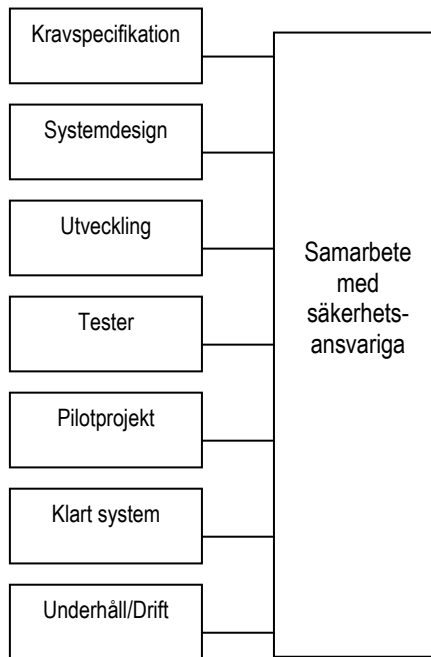 Kravspecifikation
Systemdesign
Utveckling
Tester
Pilotprojekt
Klart system
Underhåll/Drift
Samarbete
med
säkerhets-
ansvariga